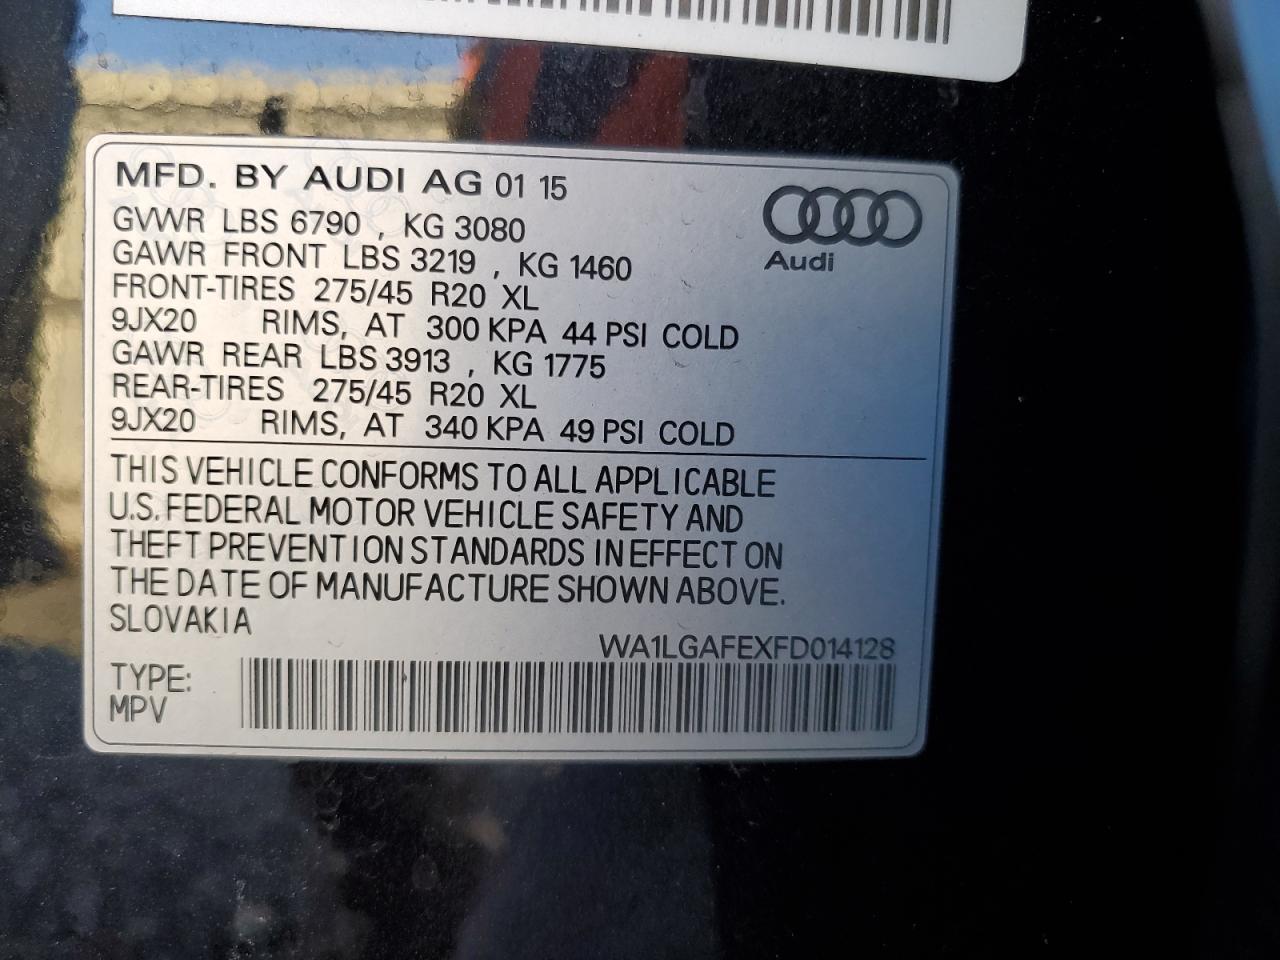 MFD. BY AUDI AG 01 15
GVWR LBS 6790 , KG 3080
GAWR FRONT LBS 3219 , KG 1460
FRONT-TIRES 275/45 R20 XL
9JX20 RIMS, AT 300 KPA 44 PSI COLD
GAWR REAR LBS 3913 , KG 1775
REAR-TIRES 275/45 R20 XL
9JX20 RIMS, AT 340 KPA 49 PSI COLD
Audi
THIS VEHICLE CONFORMS TO ALL APPLICABLE
U.S. FEDERAL MOTOR VEHICLE SAFETY AND
THEFT PREVENTION STANDARDS IN EFFECT ON
THE DATE OF MANUFACTURE SHOWN ABOVE.
SLOVAKIA
WA1LGAFEXFD014128
TYPE:
MPV